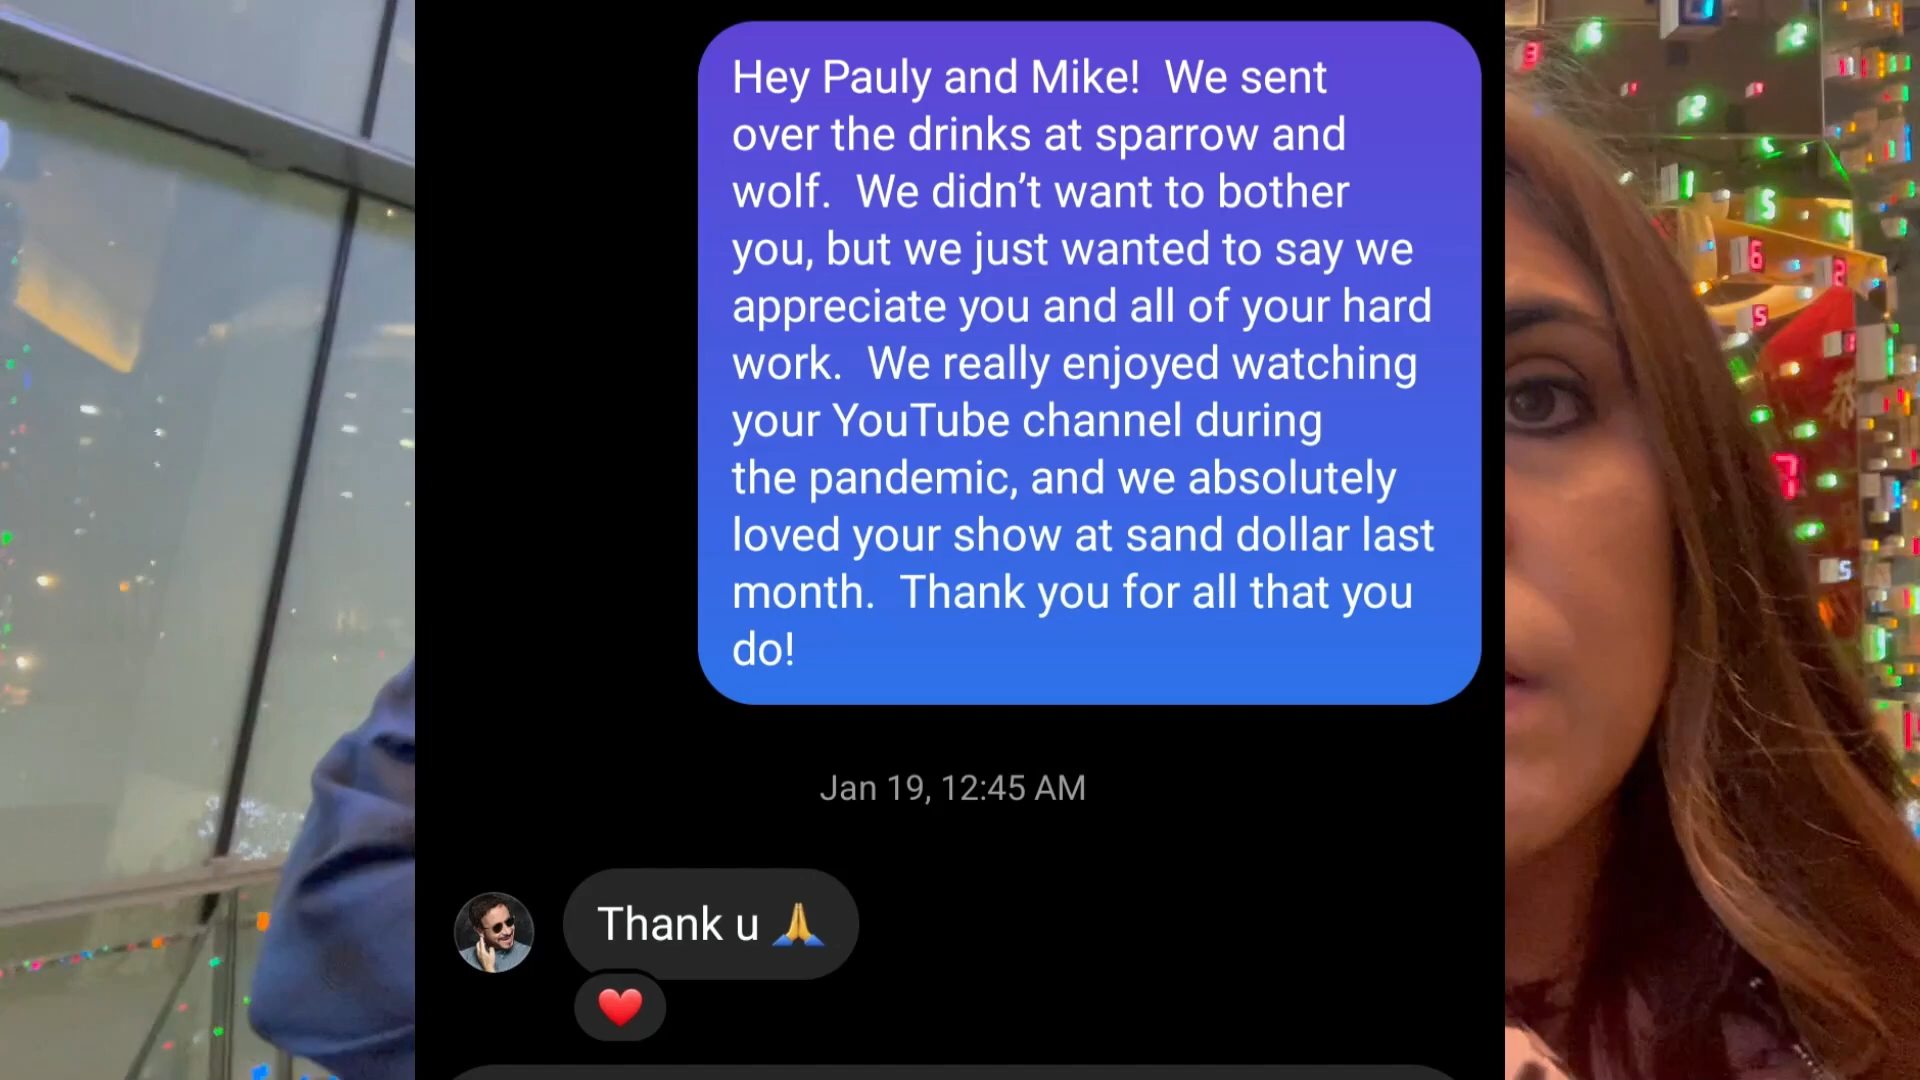 Hey Pauly and Mike!  We sent
over the drinks at sparrow and
wolf.  We didn’t want to bother
you, but we just wanted to say we
appreciate you and all of your hard
work.  We really enjoyed watching
your YouTube channel during
the pandemic, and we absolutely
loved your show at sand dollar last
month.  Thank you for all that you
do!
Jan 19, 12:45 AM
Thank u 🙏
❤️